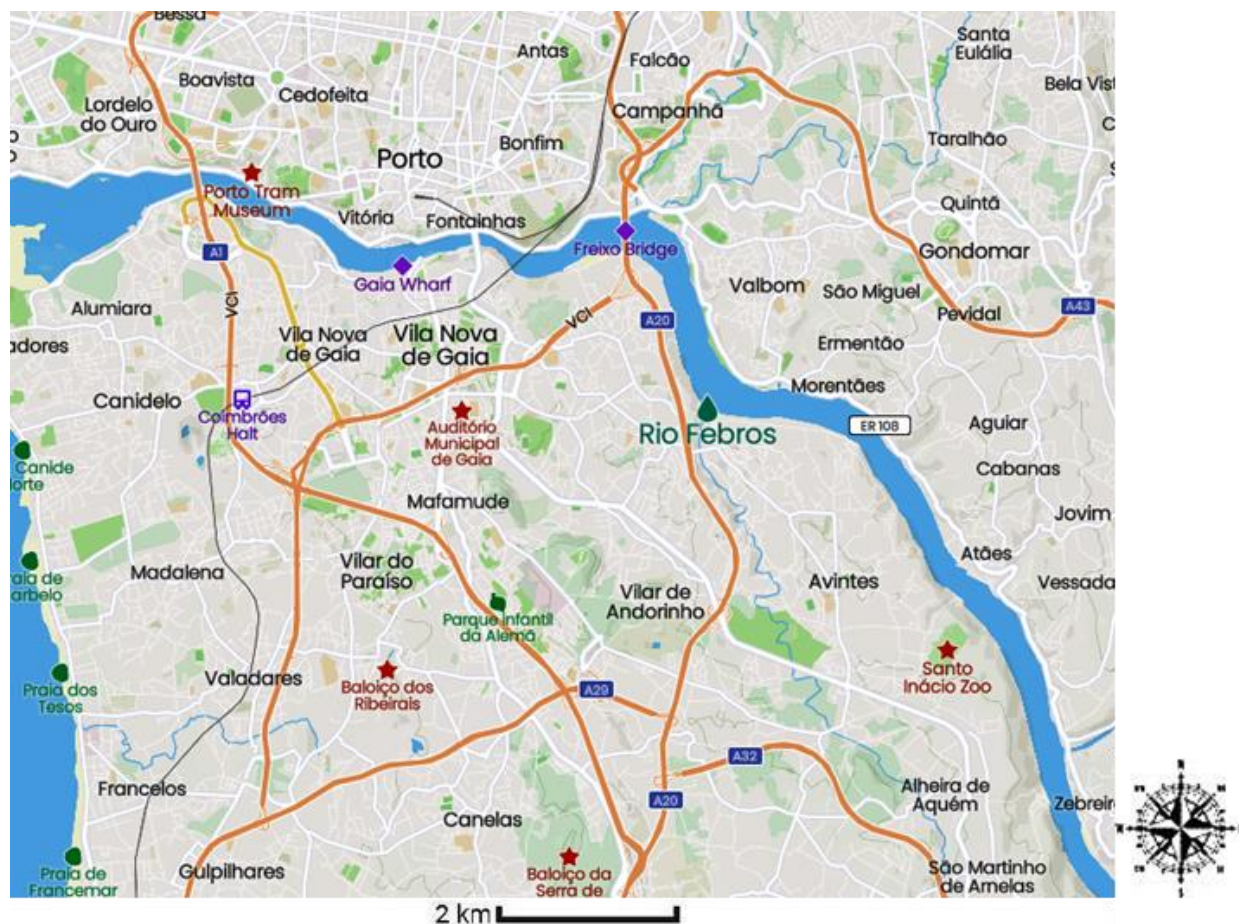 Bessa
Antas
Falcão
Santa
Eulália
Boavista
Cedofeita
Bela Vist
Lordelo
do Ouro
Campanhã
Taralhão
C
Bonfim
Porto
Porto Tram
Museum
Vitória
Fontainhas
Quintã
Freixo Bridge
Gondomar
A1
Gaia Wharf
Valbom
São Miguel
Alumiara
VCI
VCI
A20
Pevidal
A43
adores
Vila Nova
de Gaia
Vila Nova
de Gaia
Ermentão
Morentães
Canidelo
Coimbrões
Halt
Auditório
Municipal
de Gaia
Rio Febros
ER 108
Aguiar
Canide
lorte
Cabanas
Mafamude
Jovim
Atães
Madalena
Vilar do
Paraíso
Vilar de
Andorinho
Avintes
Vessada
raia de
arbelo
Parque infantil
da Alemã
Praia dos
Tesos
Valadares
Baloiço dos
Ribeirais
A29
Santo
Inácio Zoo
A32
Francelos
A20
Alheira de
Aquém
Zebreir
Canelas
Praia de
Francemar
Gulpilhares
Baloiço da
Serra de
São Martinho
de Arnelas
2 km